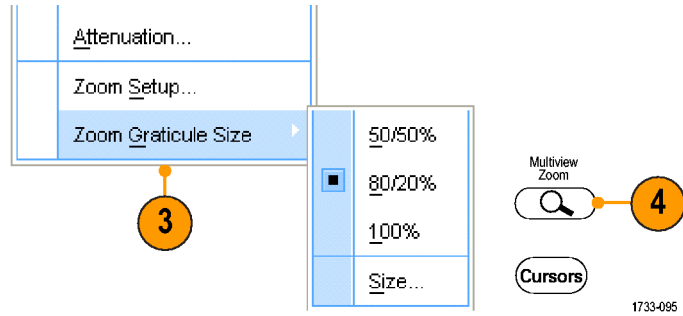 Attenuation...
Zoom Setup...
Zoom Graticule Size
50/50%
80/20%
100%
Size...
3
Multiview
Zoom
4
Cursors
1733-095